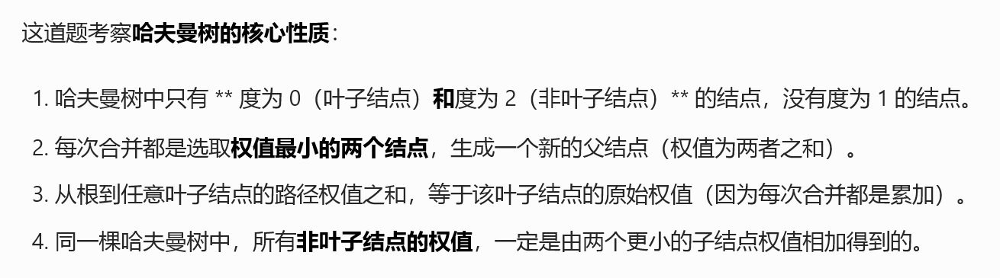 这道题考察哈夫曼树的核心性质：
1. 哈夫曼树中只有 ** 度为 0（叶子结点）和度为 2（非叶子结点）** 的结点，没有度为 1 的结点。
2. 每次合并都是选取权值最小的两个结点，生成一个新的父结点（权值为两者之和）。
3. 从根到任意叶子结点的路径权值之和，等于该叶子结点的原始权值（因为每次合并都是累加）。
4. 同一棵哈夫曼树中，所有非叶子结点的权值，一定是由两个更小的子结点权值相加得到的。